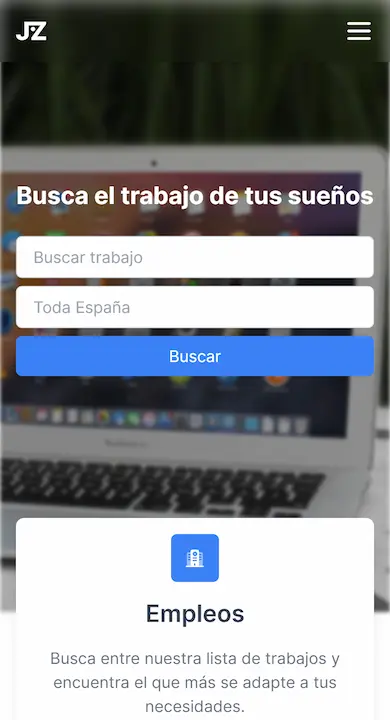 JZ
Busca el trabajo de tus sueños
Buscar trabajo
Toda España
Buscar
Empleos
Busca entre nuestra lista de trabajos y
encuentra el que más se adapte a tus
necesidades.